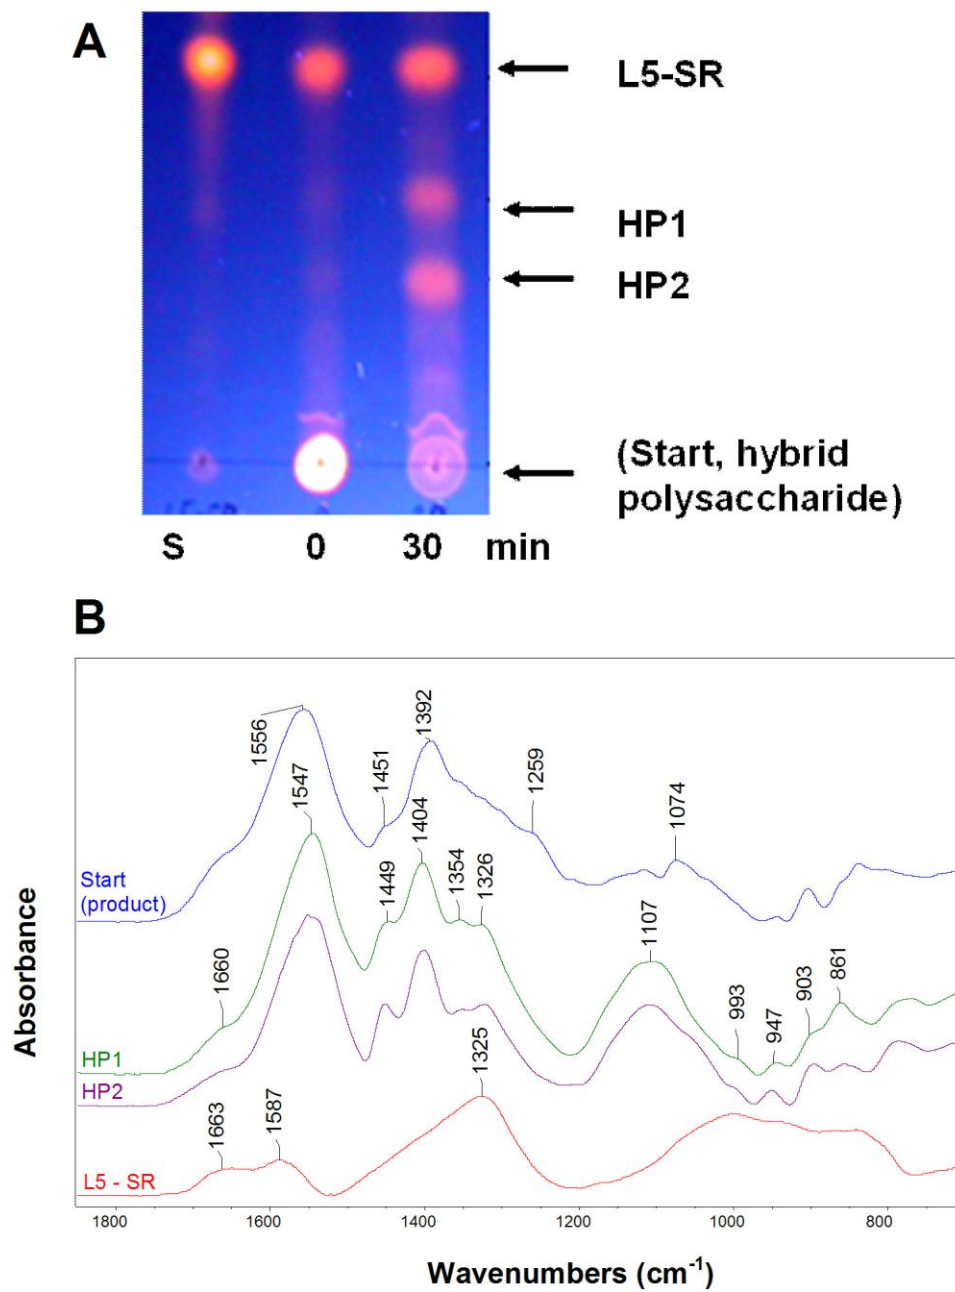 A
L5-SR
HP1
HP2
(Start, hybrid
polysaccharide)
S 0 30 min
B
1556
1547
1451
1449
1392
1404
1354
1326
1259
1074
Start
(product)
1660
1107
993
947
903
861
HP1
HP2
1663
1587
1325
L5 - SR
Absorbance
1800 1600 1400 1200 1000 800
Wavenumbers (cm⁻¹)